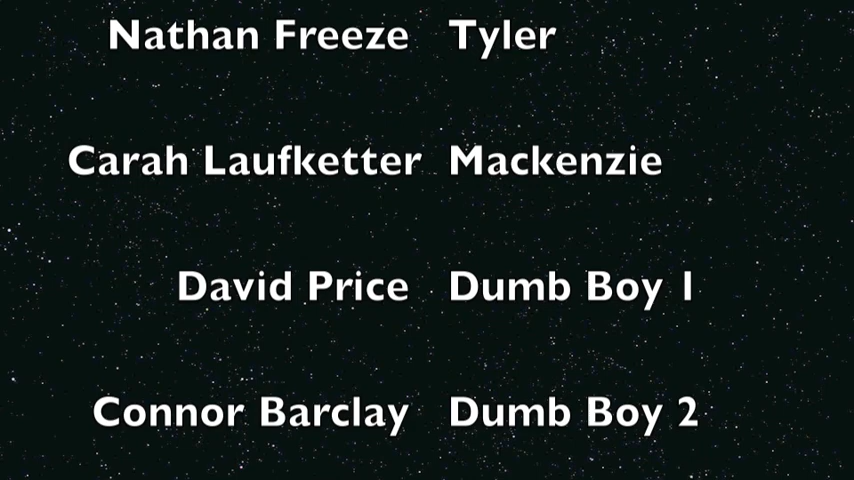 Nathan Freeze Tyler
Carah Laufketter Mackenzie
David Price Dumb Boy 1
Connor Barclay Dumb Boy 2